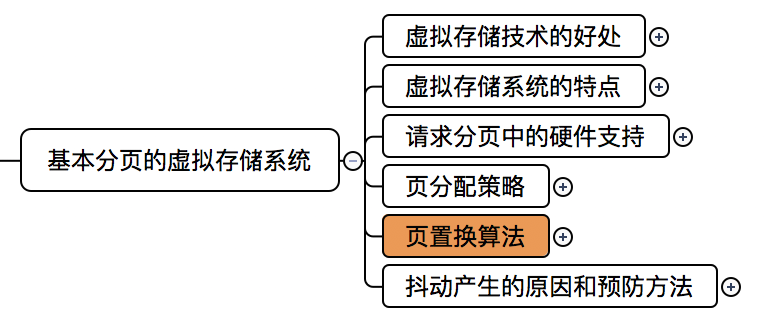 虚拟存储技术的好处
虚拟存储系统的特点
请求分页中的硬件支持
基本分页的虚拟存储系统
页分配策略
页置换算法
抖动产生的原因和预防方法